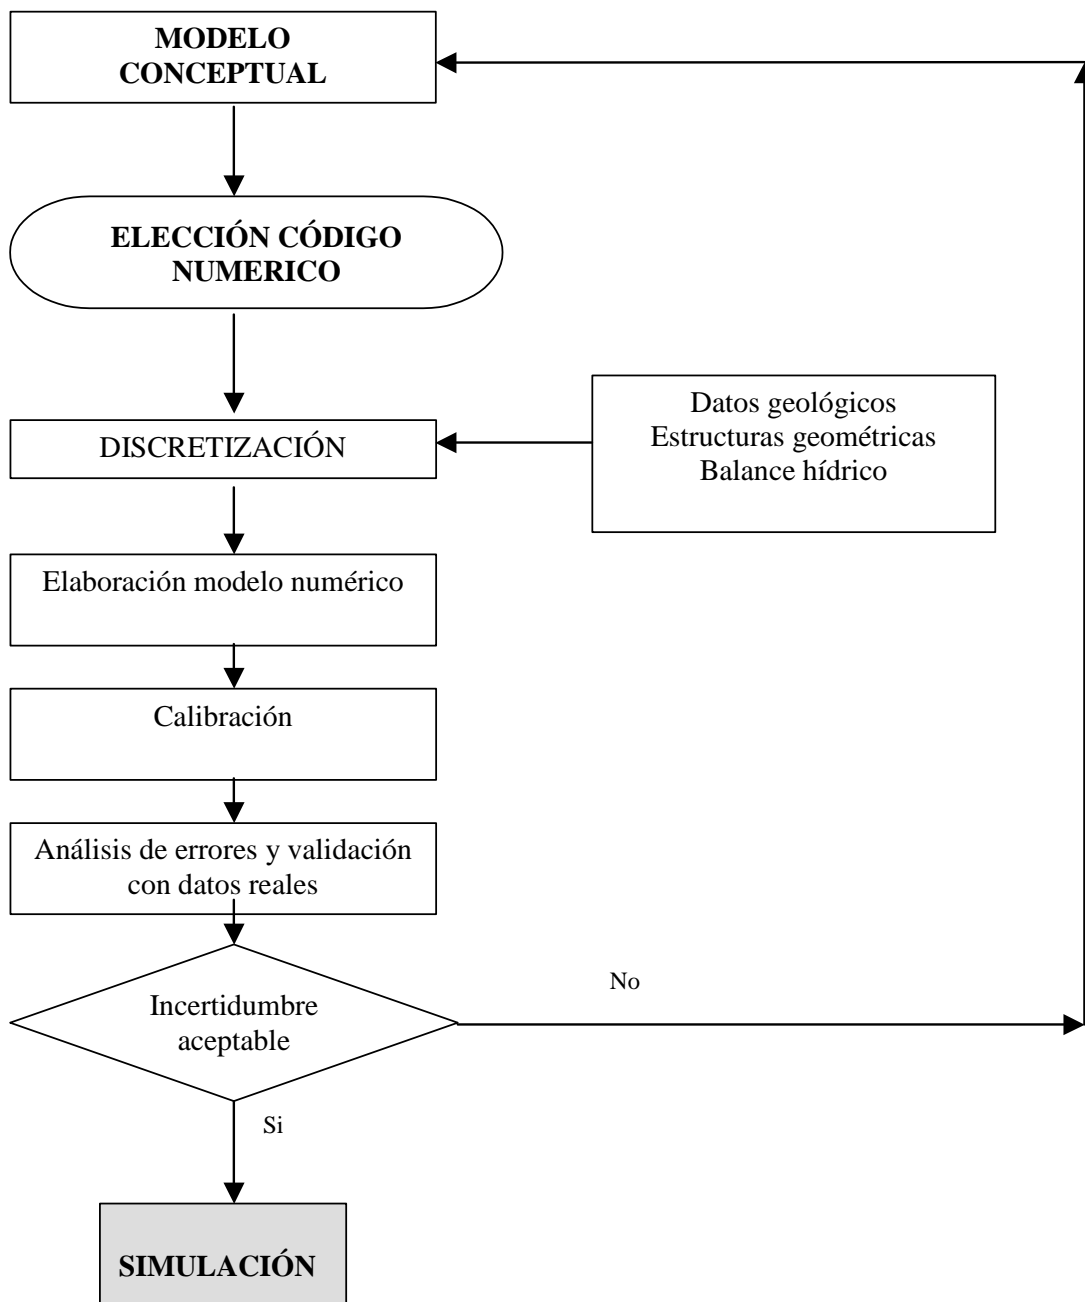 MODELO
CONCEPTUAL
ELECCIÓN CÓDIGO
NUMERICO
DISCRETIZACIÓN
Datos geológicos
Estructuras geométricas
Balance hídrico
Elaboración modelo numérico
Calibración
Análisis de errores y validación
con datos reales
Incertidumbre
aceptable
No
Si
SIMULACIÓN